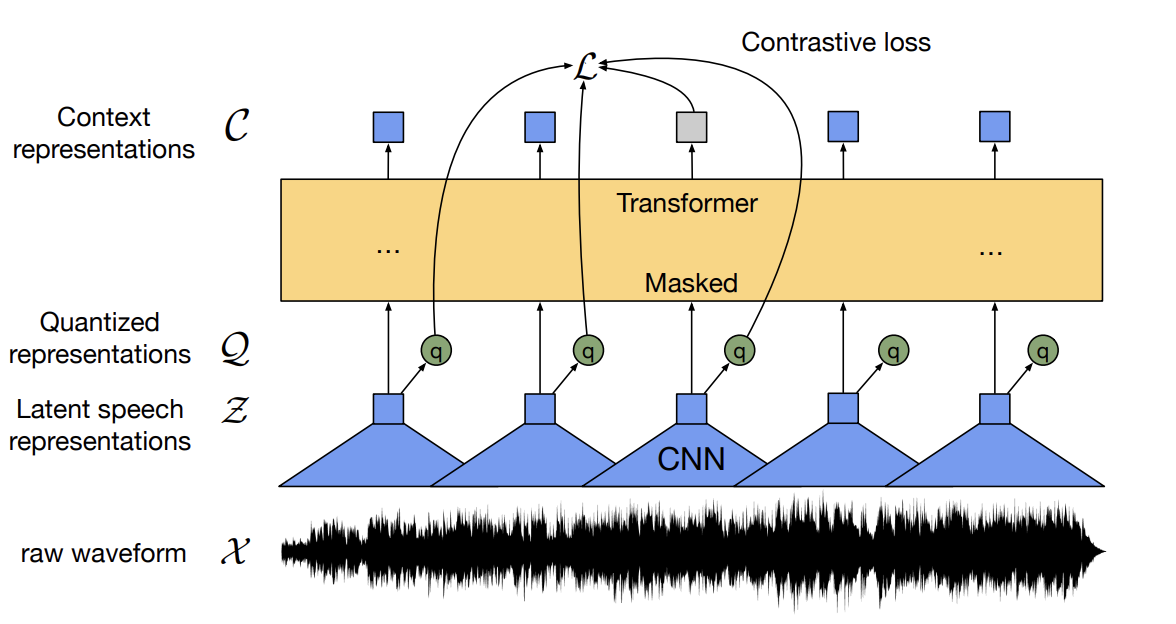 Contrastive loss
ℒ
Context
representations
𝒞
Transformer
...
...
Masked
Quantized
representations
𝒬
q
q
q
q
q
Latent speech
representations
𝒵
CNN
raw waveform
𝒳